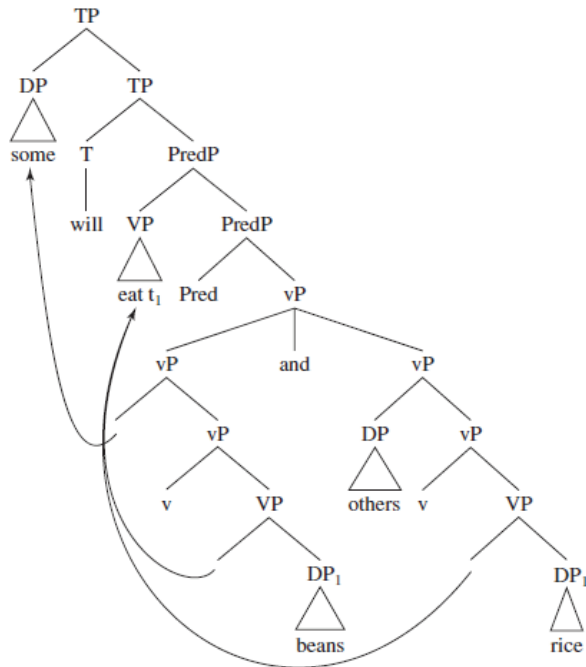 TP
DP TP
some T PredP
will VP PredP
eat t₁ Pred vP
vP and vP
vP DP vP
v VP others v VP
DP₁ DP₁
beans rice